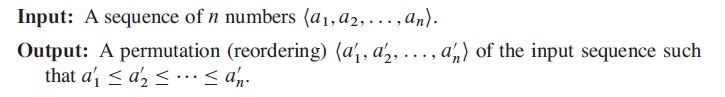 Input: A sequence of n numbers ⟨a₁, a₂, . . . , aₙ⟩.
Output: A permutation (reordering) ⟨a′₁, a′₂, . . . , a′ₙ⟩ of the input sequence such
that a′₁ ≤ a′₂ ≤ ⋯ ≤ a′ₙ.